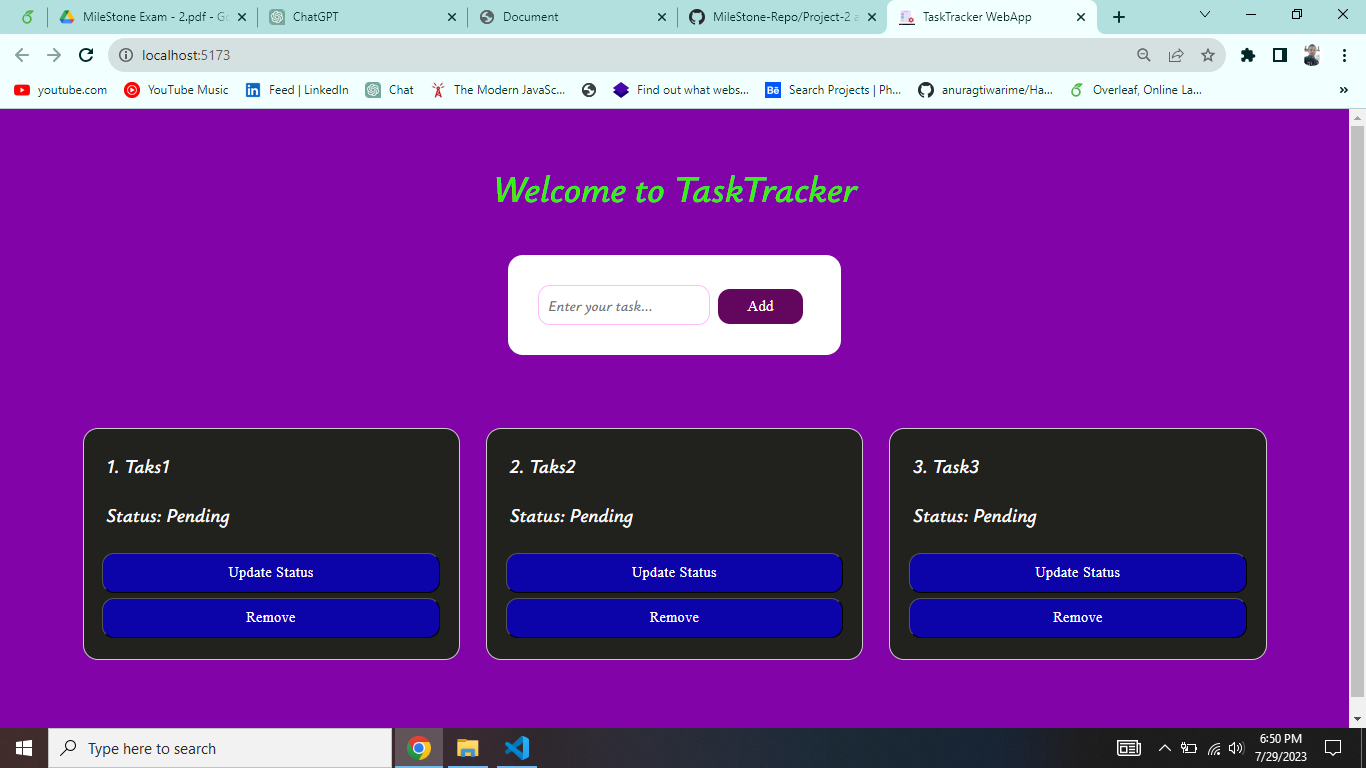 MileStone Exam - 2.pdf - Go
ChatGPT
Document
MileStone-Repo/Project-2 a
TaskTracker WebApp
localhost:5173
youtube.com
YouTube Music
Feed | LinkedIn
Chat
The Modern JavaSc...
Find out what webs...
Bē Search Projects | Ph...
anuragtiwarime/Ha...
Overleaf, Online La...
»
Welcome to TaskTracker
Enter your task...
Add
1. Taks1
Status: Pending
Update Status
Remove
2. Taks2
Status: Pending
Update Status
Remove
3. Task3
Status: Pending
Update Status
Remove
Type here to search
6:50 PM
7/29/2023